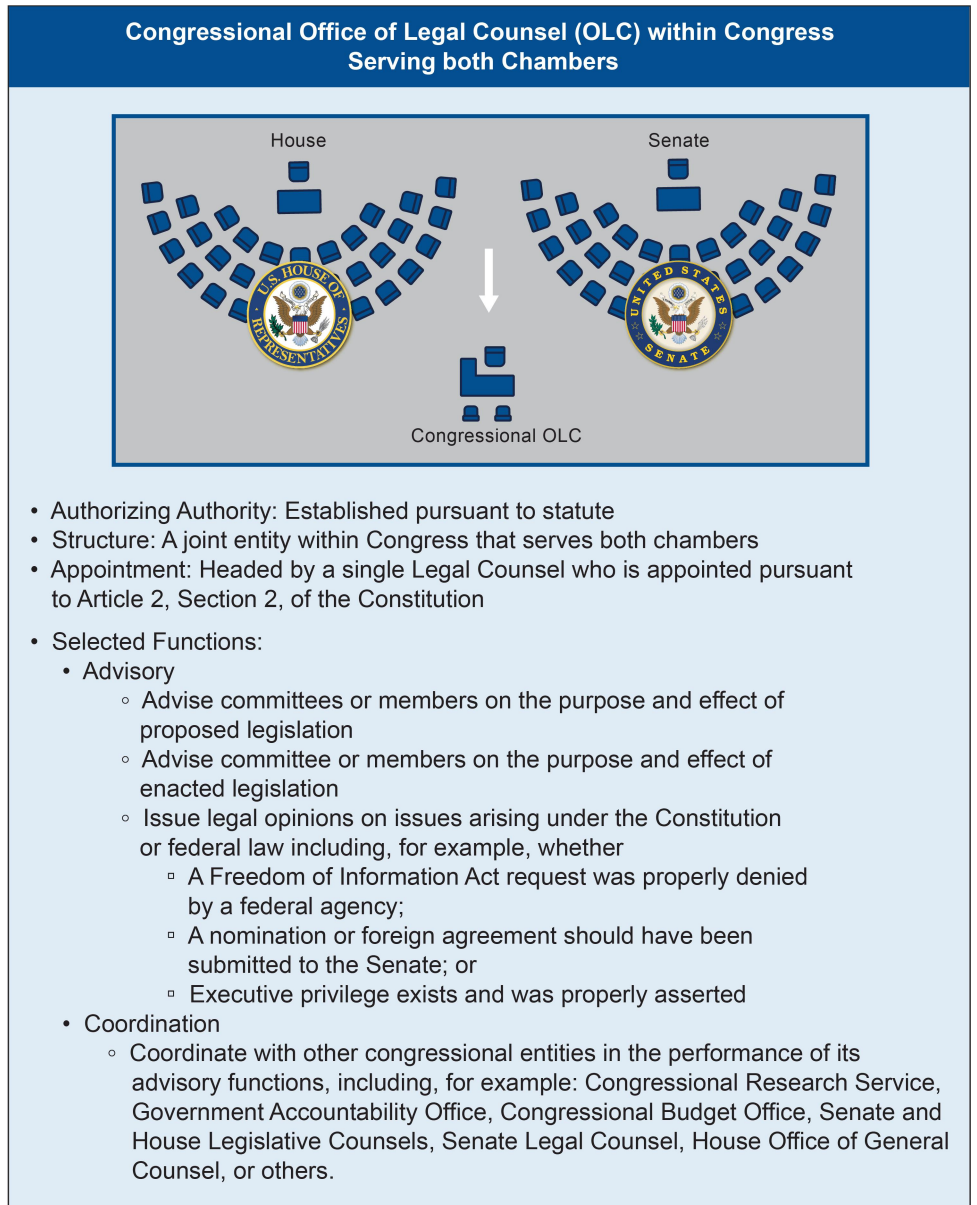 Congressional Office of Legal Counsel (OLC) within Congress
Serving both Chambers
House
Senate
U.S. HOUSE OF REPRESENTATIVES
UNITED STATES SENATE
Congressional OLC
• Authorizing Authority: Established pursuant to statute
• Structure: A joint entity within Congress that serves both chambers
• Appointment: Headed by a single Legal Counsel who is appointed pursuant
to Article 2, Section 2, of the Constitution
• Selected Functions:
• Advisory
◦ Advise committees or members on the purpose and effect of
proposed legislation
◦ Advise committee or members on the purpose and effect of
enacted legislation
◦ Issue legal opinions on issues arising under the Constitution
or federal law including, for example, whether
▫ A Freedom of Information Act request was properly denied
by a federal agency;
▫ A nomination or foreign agreement should have been
submitted to the Senate; or
▫ Executive privilege exists and was properly asserted
• Coordination
◦ Coordinate with other congressional entities in the performance of its
advisory functions, including, for example: Congressional Research Service,
Government Accountability Office, Congressional Budget Office, Senate and
House Legislative Counsels, Senate Legal Counsel, House Office of General
Counsel, or others.